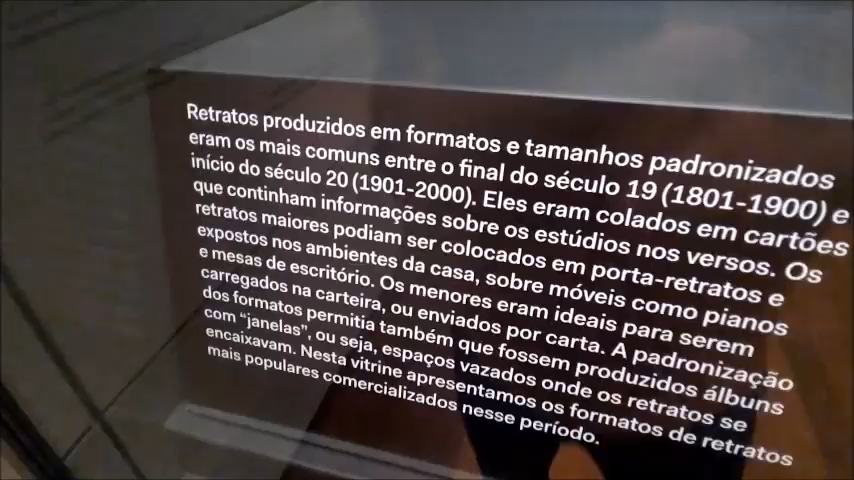 Retratos produzidos em formatos e tamanhos padronizados
eram os mais comuns entre o final do século 19 (1801-1900) e
início do século 20 (1901-2000). Eles eram colados em cartões
que continham informações sobre os estúdios nos versos. Os
retratos maiores podiam ser colocados em porta-retratos e
expostos nos ambientes da casa, sobre móveis como pianos
e mesas de escritório. Os menores eram ideais para serem
carregados na carteira, ou enviados por carta. A padronização
dos formatos permitia também que fossem produzidos álbuns
com “janelas”, ou seja, espaços vazados onde os retratos se
encaixavam. Nesta vitrine apresentamos os formatos de retratos
mais populares comercializados nesse período.